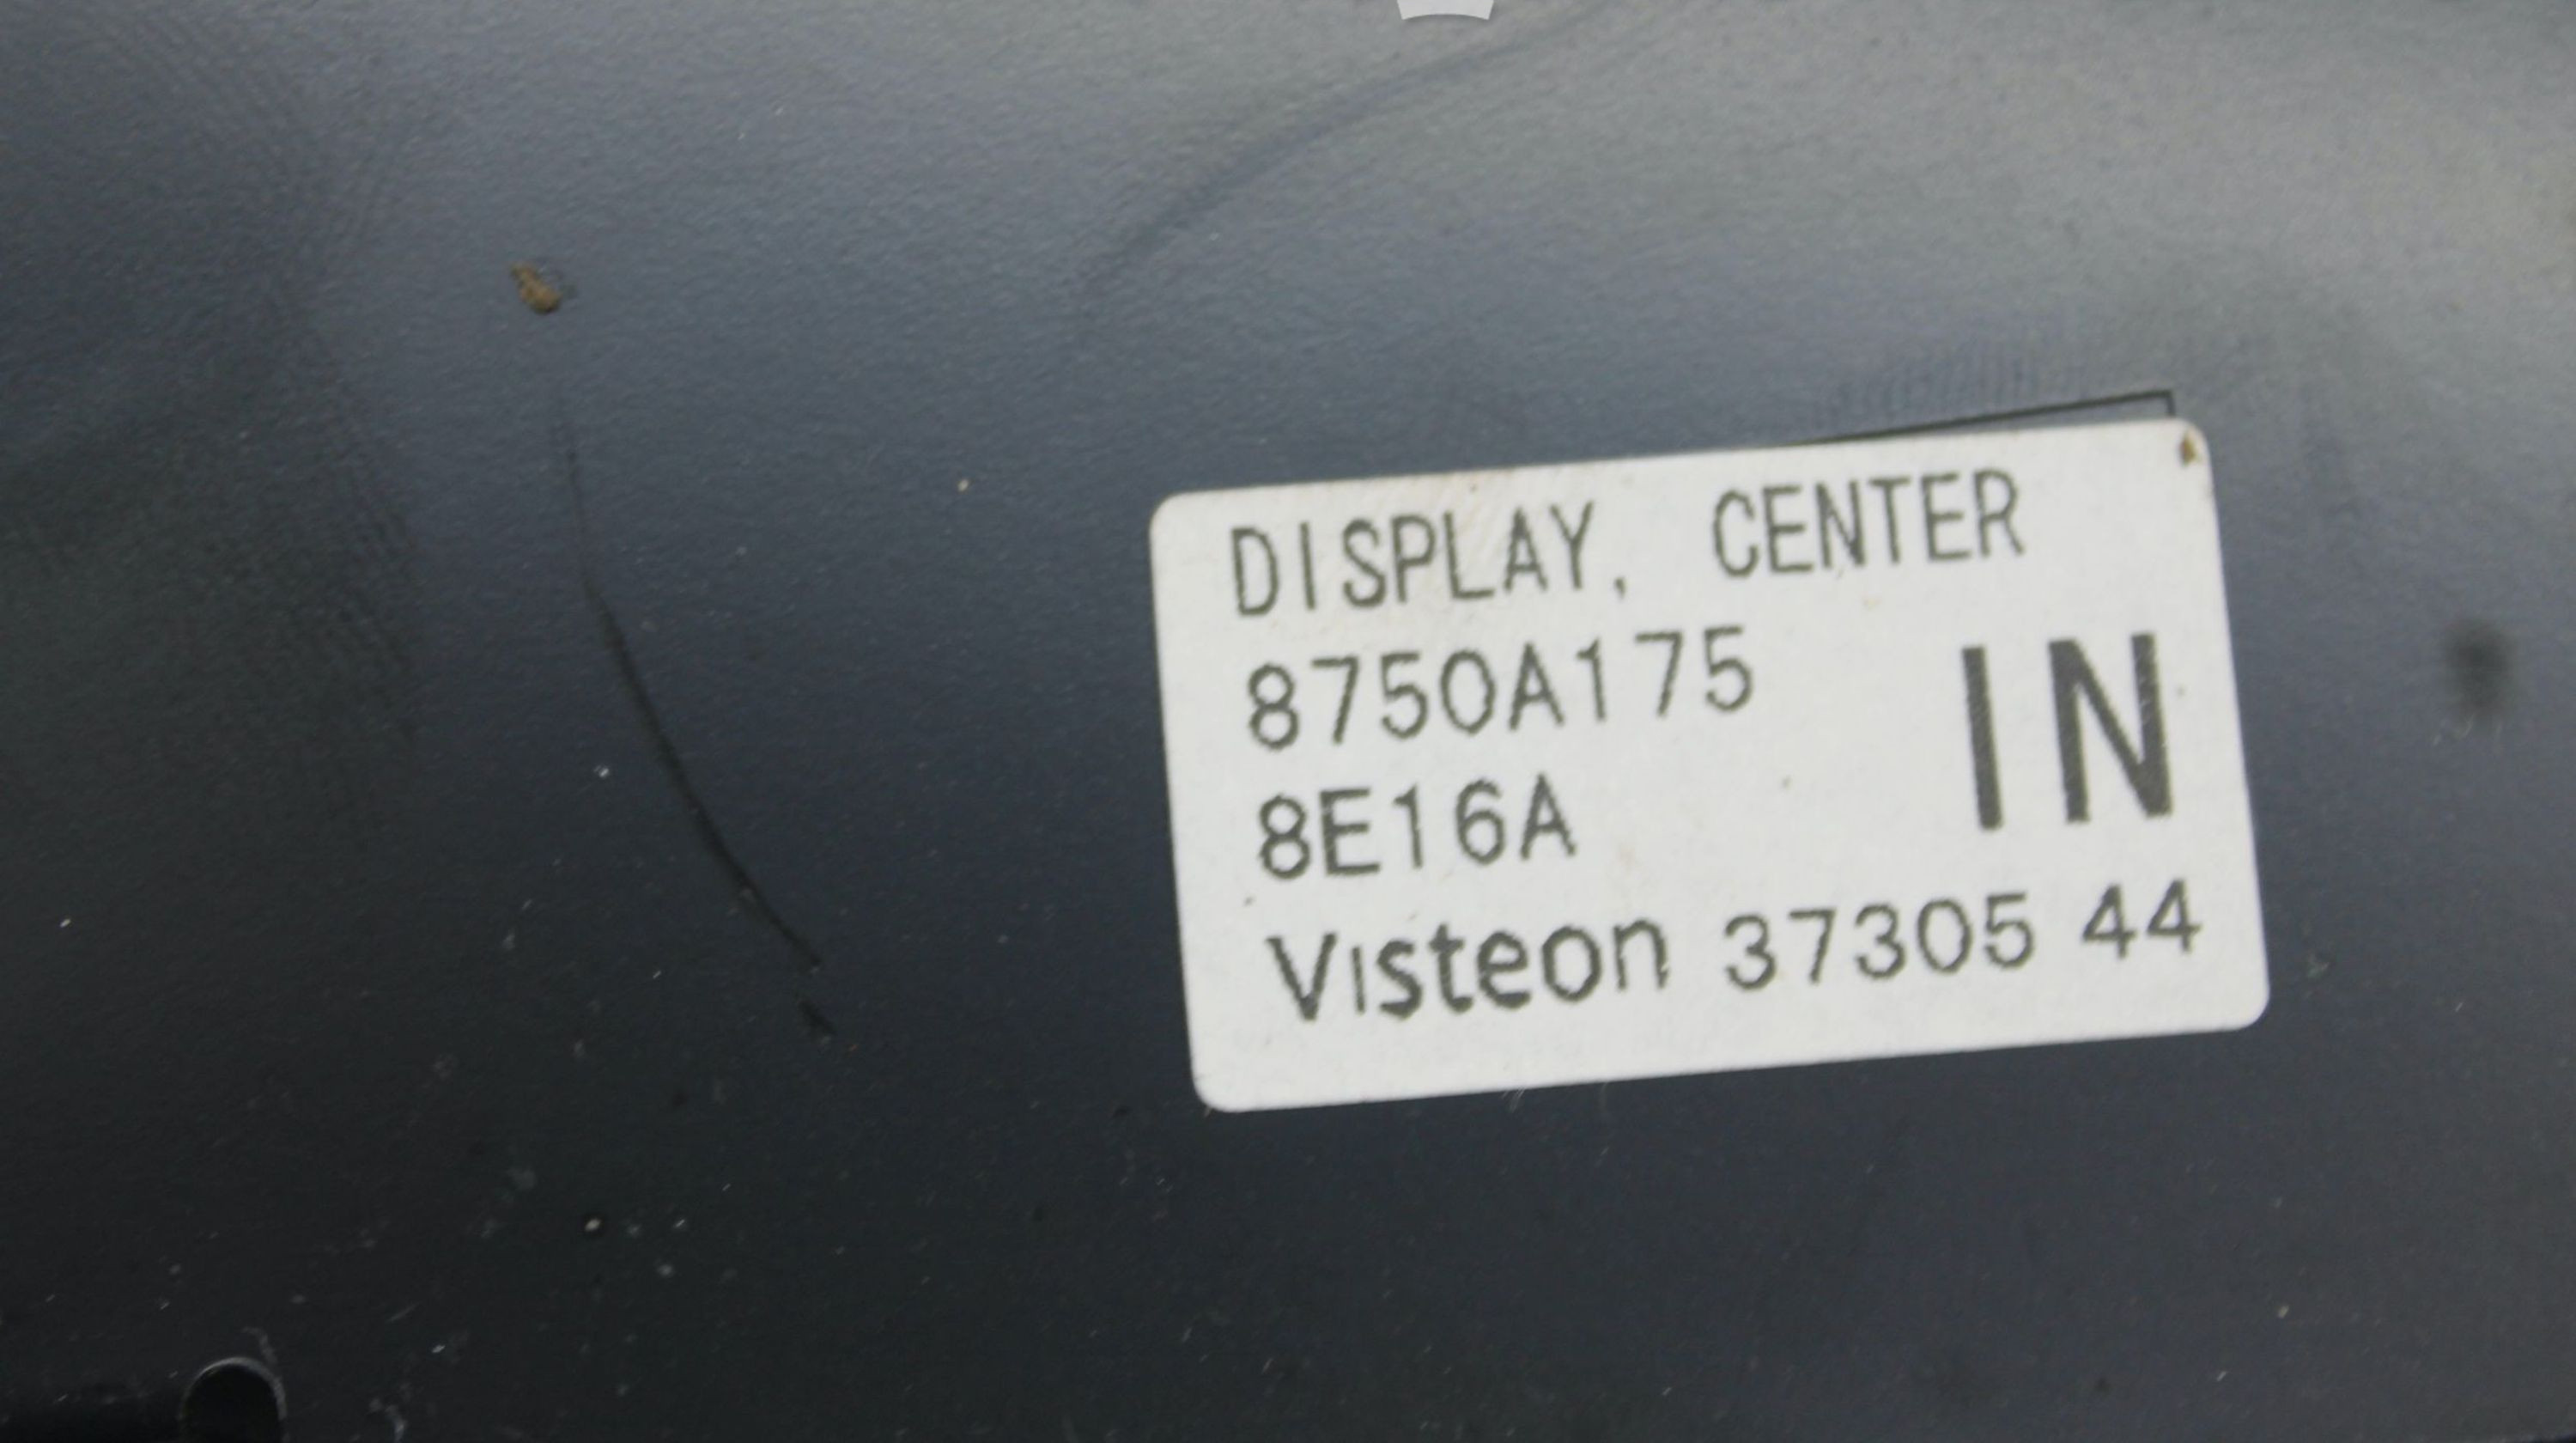 DISPLAY, CENTER
8750A175
IN
8E16A
Visteon 37305 44